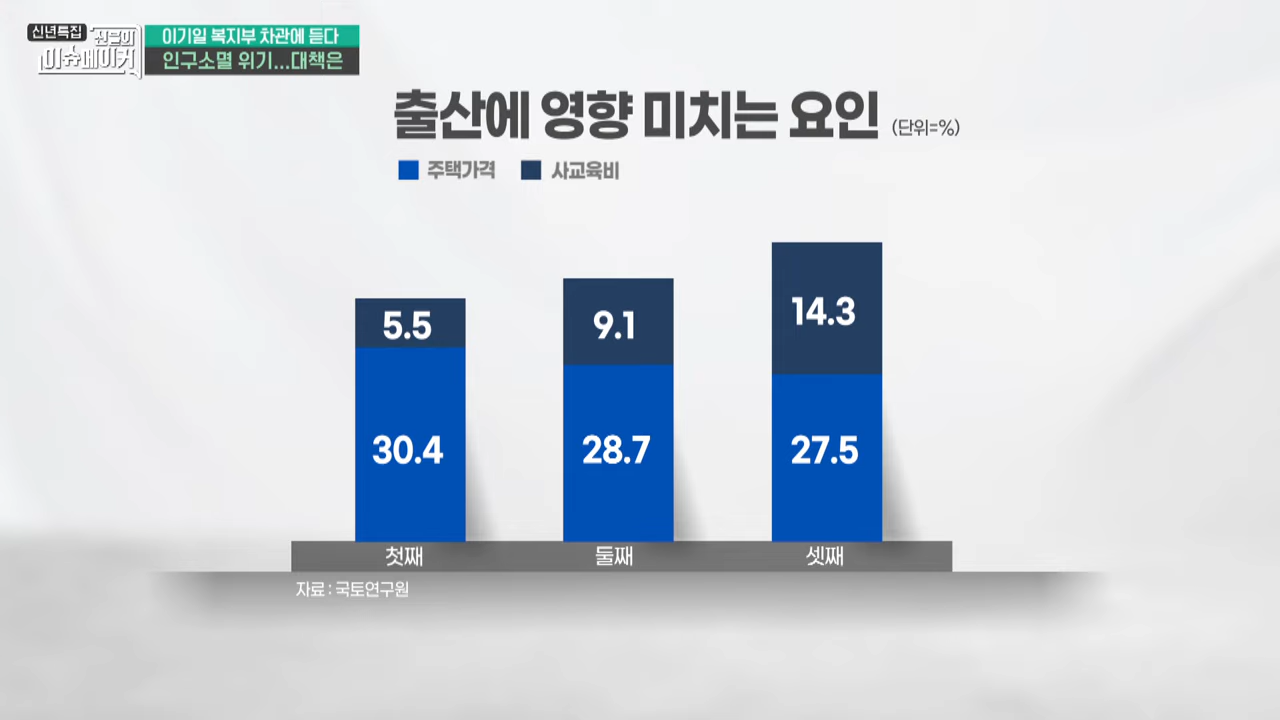 신년특집
이슈메이커
이기일 복지부 차관에 듣다
인구소멸 위기...대책은
출산에 영향 미치는 요인 (단위=%)
주택가격 사교육비
5.5 9.1 14.3
30.4 28.7 27.5
첫째 둘째 셋째
자료 : 국토연구원